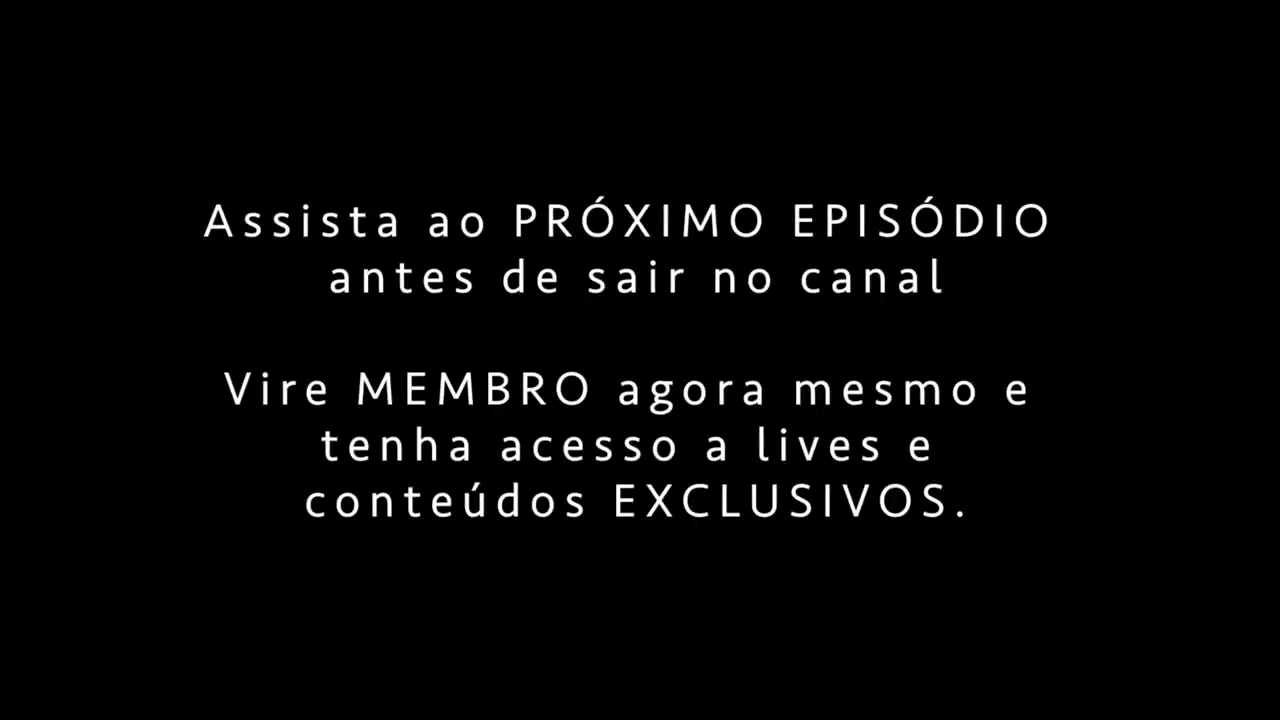 Assista ao PRÓXIMO EPISÓDIO
antes de sair no canal
Vire MEMBRO agora mesmo e
tenha acesso a lives e
conteúdos EXCLUSIVOS.